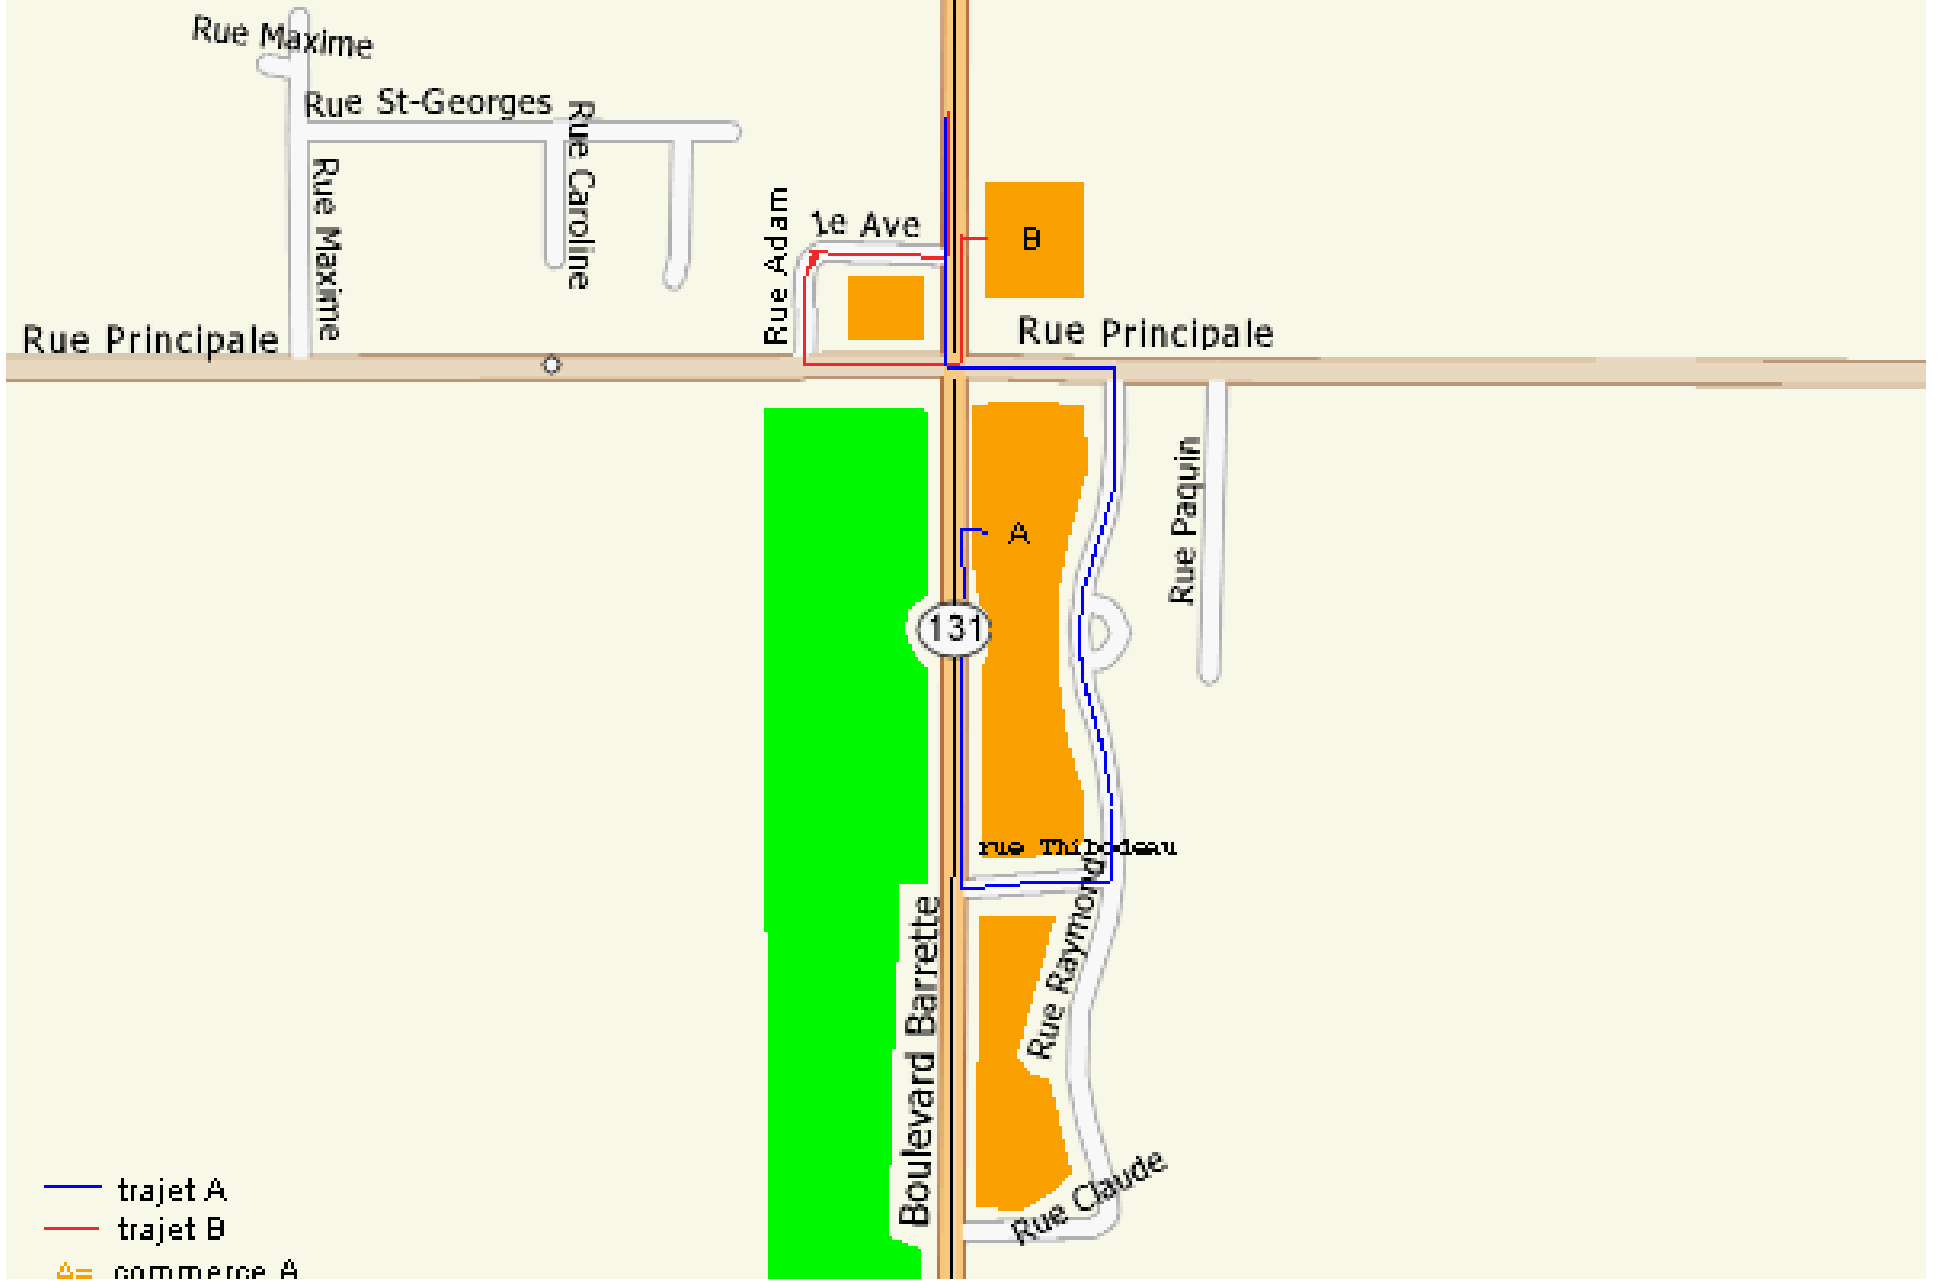 Rue Maxime
Rue St-Georges
Rue Caroline
Rue Maxime
Rue Adam
1e Ave
B
Rue Principale
Rue Principale
Rue Paquin
A
131
rue Thibodeau
Rue Raymond
Boulevard Barrette
Rue Claude
trajet A
trajet B
A= commerce A